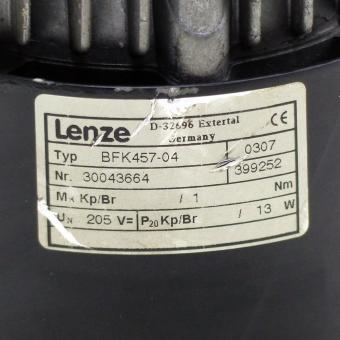 Lenze D-32696 Extertal CE
Germany
Typ BFK457-04 0307
Nr. 30043664 399252
M K Kp/Br / 1 Nm
UN 205 V= P20 Kp/Br / 13 W